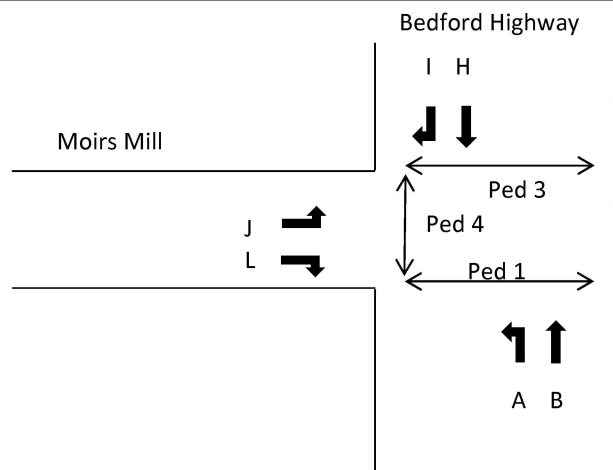 Bedford Highway
I H
Moirs Mill
Ped 3
J
Ped 4
L
Ped 1
A B